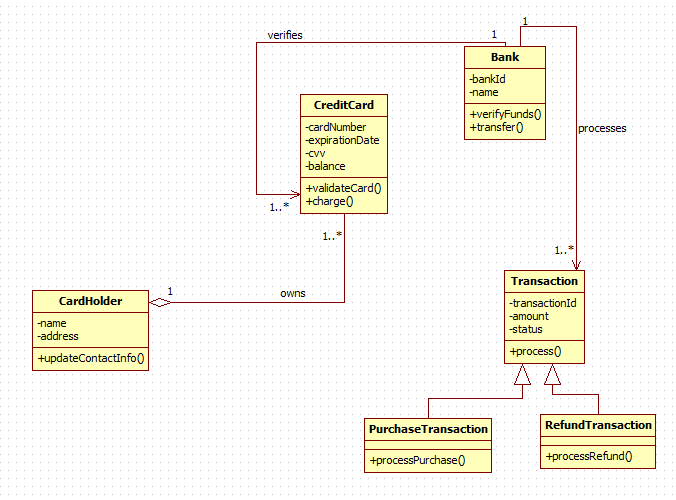 verifies
1
1
Bank
-bankId
-name
+verifyFunds()
+transfer()
CreditCard
-cardNumber
-expirationDate
-cvv
-balance
+validateCard()
+charge()
processes
1..*
1..*
1..*
Transaction
-transactionId
-amount
-status
+process()
CardHolder
-name
-address
+updateContactInfo()
1
owns
PurchaseTransaction
+processPurchase()
RefundTransaction
+processRefund()